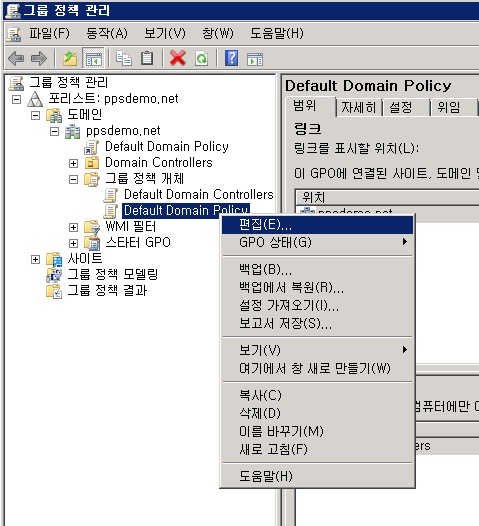 그룹 정책 관리
파일(F) 동작(A) 보기(V) 창(W) 도움말(H)
그룹 정책 관리
포리스트: ppsdemo.net
도메인
ppsdemo.net
Default Domain Policy
Domain Controllers
그룹 정책 개체
Default Domain Controllers
Default Domain Policy
WMI 필터
스타터 GPO
사이트
그룹 정책 모델링
그룹 정책 결과
Default Domain Policy
범위 자세히 설정 위임
링크
링크를 표시할 위치(L):
이 GPO에 연결된 사이트, 도메인 및
위치
ppsdemo.net
편집(E)...
GPO 상태(G)
백업(B)...
백업에서 복원(R)...
설정 가져오기(I)...
보고서 저장(S)...
보기(V)
여기에서 창 새로 만들기(W)
복사(C)
삭제(D)
이름 바꾸기(M)
새로 고침(F)
도움말(H)
컴퓨터에만
ers